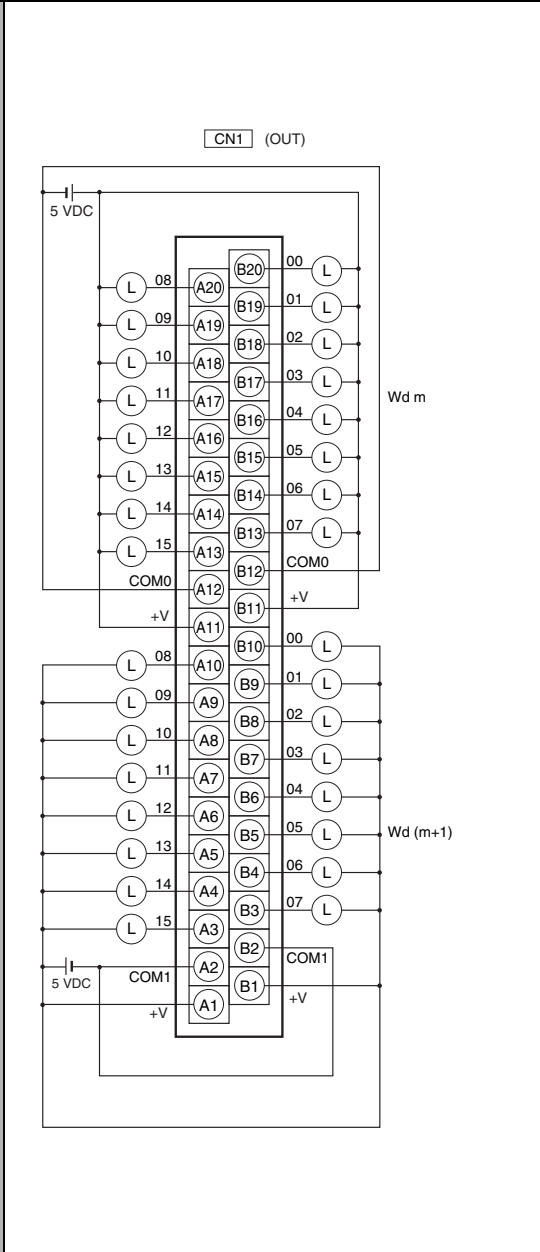 CN1 (OUT)
5 VDC
00 L
B20
L 08 A20
01 L
B19
L 09 A19
02 L
B18
L 10 A18
03 L
B17
Wd m
L 11 A17
04 L
B16
L 12 A16
05 L
B15
L 13 A15
06 L
B14
L 14 A14
07 L
B13
L 15 A13
COM0
B12
COM0 A12
+V
B11
+V A11
00 L
B10
L 08 A10
01 L
B9
L 09 A9
02 L
B8
L 10 A8
03 L
B7
L 11 A7
04 L
B6
L 12 A6
05 L
B5
Wd (m+1)
L 13 A5
06 L
B4
L 14 A4
07 L
B3
L 15 A3
B2
COM1
5 VDC
COM1 A2
B1
+V
+V A1